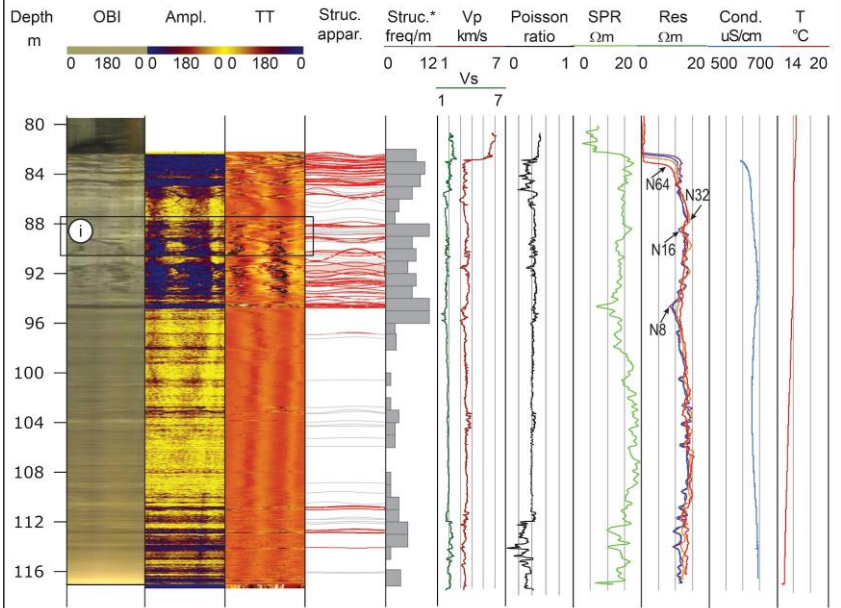 Depth OBI Ampl. TT Struc. Struc.* Vp Poisson SPR Res Cond. T
m appar. freq/m km/s ratio Ωm Ωm uS/cm °C
0 180 0 0 180 0 0 180 0 0 12 1 7 0 1 0 20 0 20 500 700 14 20
Vs
1 7
80
84
N64
N32
88
i
N16
92
N8
96
100
104
108
112
116